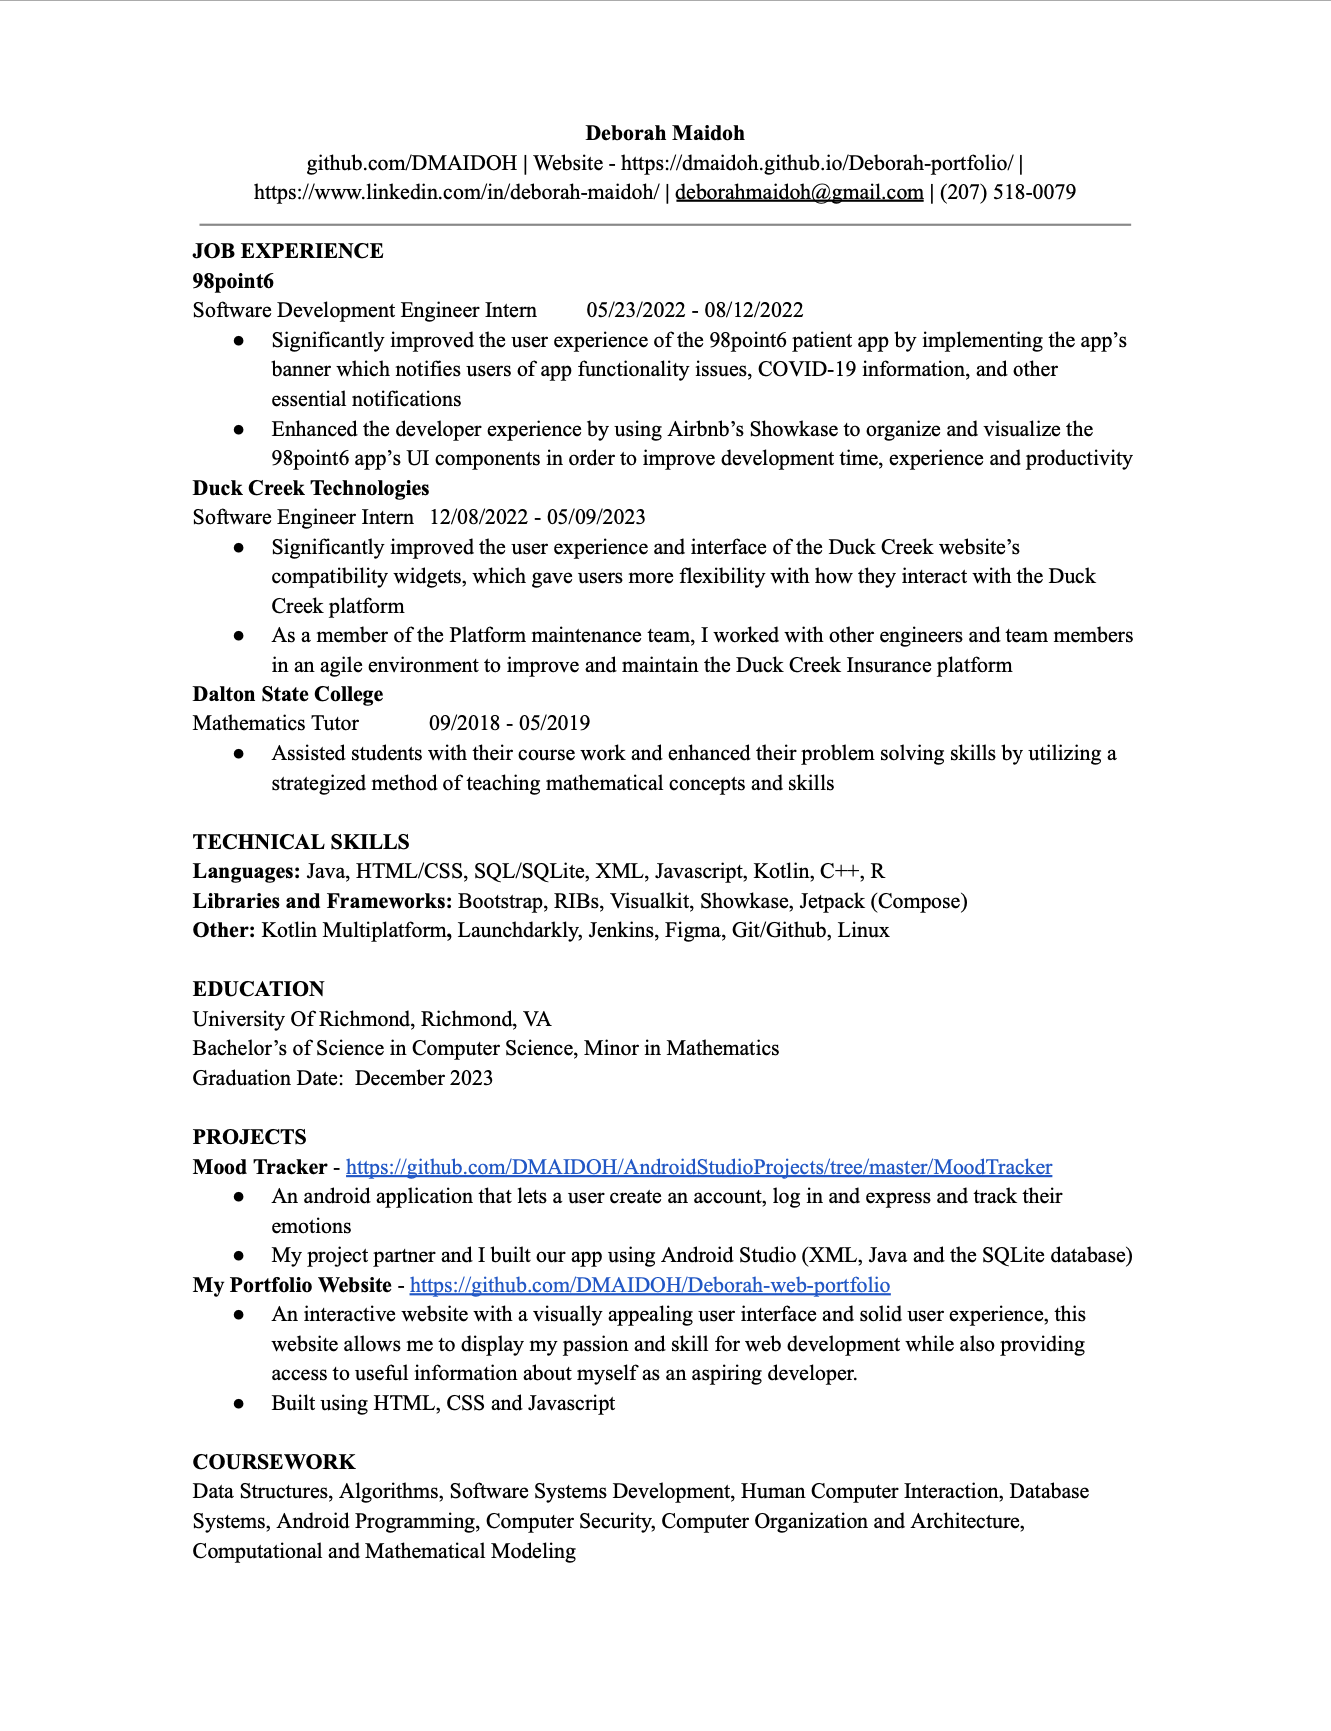 Deborah Maidoh
github.com/DMAIDOH | Website - https://dmaidoh.github.io/Deborah-portfolio/ |
https://www.linkedin.com/in/deborah-maidoh/ | deborahmaidoh@gmail.com | (207) 518-0079
JOB EXPERIENCE
98point6
Software Development Engineer Intern 05/23/2022 - 08/12/2022
● Significantly improved the user experience of the 98point6 patient app by implementing the app’s
banner which notifies users of app functionality issues, COVID-19 information, and other
essential notifications
● Enhanced the developer experience by using Airbnb’s Showkase to organize and visualize the
98point6 app’s UI components in order to improve development time, experience and productivity
Duck Creek Technologies
Software Engineer Intern 12/08/2022 - 05/09/2023
● Significantly improved the user experience and interface of the Duck Creek website’s
compatibility widgets, which gave users more flexibility with how they interact with the Duck
Creek platform
● As a member of the Platform maintenance team, I worked with other engineers and team members
in an agile environment to improve and maintain the Duck Creek Insurance platform
Dalton State College
Mathematics Tutor 09/2018 - 05/2019
● Assisted students with their course work and enhanced their problem solving skills by utilizing a
strategized method of teaching mathematical concepts and skills
TECHNICAL SKILLS
Languages: Java, HTML/CSS, SQL/SQLite, XML, Javascript, Kotlin, C++, R
Libraries and Frameworks: Bootstrap, RIBs, Visualkit, Showkase, Jetpack (Compose)
Other: Kotlin Multiplatform, Launchdarkly, Jenkins, Figma, Git/Github, Linux
EDUCATION
University Of Richmond, Richmond, VA
Bachelor’s of Science in Computer Science, Minor in Mathematics
Graduation Date: December 2023
PROJECTS
Mood Tracker - https://github.com/DMAIDOH/AndroidStudioProjects/tree/master/MoodTracker
● An android application that lets a user create an account, log in and express and track their
emotions
● My project partner and I built our app using Android Studio (XML, Java and the SQLite database)
My Portfolio Website - https://github.com/DMAIDOH/Deborah-web-portfolio
● An interactive website with a visually appealing user interface and solid user experience, this
website allows me to display my passion and skill for web development while also providing
access to useful information about myself as an aspiring developer.
● Built using HTML, CSS and Javascript
COURSEWORK
Data Structures, Algorithms, Software Systems Development, Human Computer Interaction, Database
Systems, Android Programming, Computer Security, Computer Organization and Architecture,
Computational and Mathematical Modeling